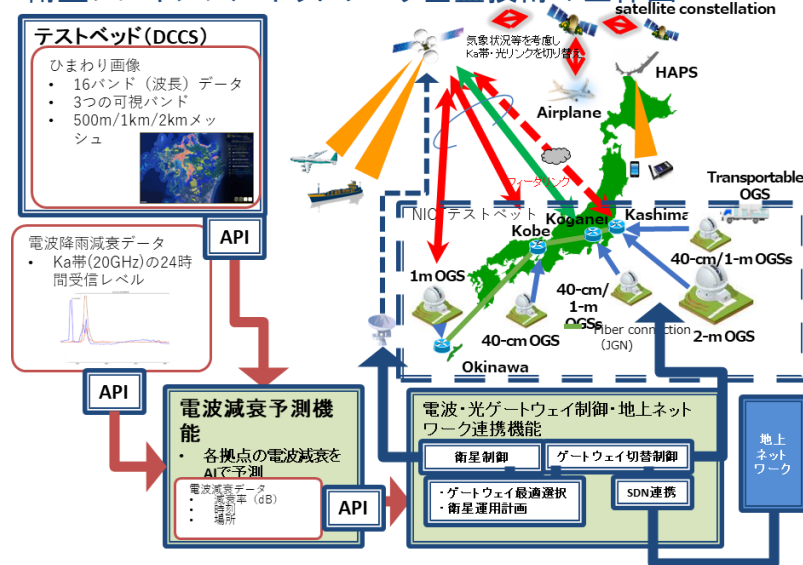 satellite constellation
テストベッド(DCCS)
ひまわり画像
• 16バンド（波長）データ
• 3つの可視バンド
• 500m/1km/2kmメッ
シュ
気象状況等を考慮し
Ka帯・光リンクを切り替え
HAPS
Airplane
フィーダリンク
Transportable
OGS
NICTテストベット
Koganei
Kashima
Kobe
API
電波降雨減衰データ
• Ka帯(20GHz)の24時
間受信レベル
1m OGS
40-cm OGS
40-cm/
1-m
OGSs
40-cm/1-m OGSs
2-m OGS
Fiber connection
(JGN)
Okinawa
API
電波減衰予測機
能
• 各拠点の電波減衰を
AIで予測
電波減衰データ
• 減衰率（dB）
• 時刻
• 場所
API
電波・光ゲートウェイ制御・地上ネット
ワーク連携機能
衛星制御
ゲートウェイ切替制御
・ゲートウェイ最適選択
・衛星運用計画
SDN連携
地上
ネット
ワーク